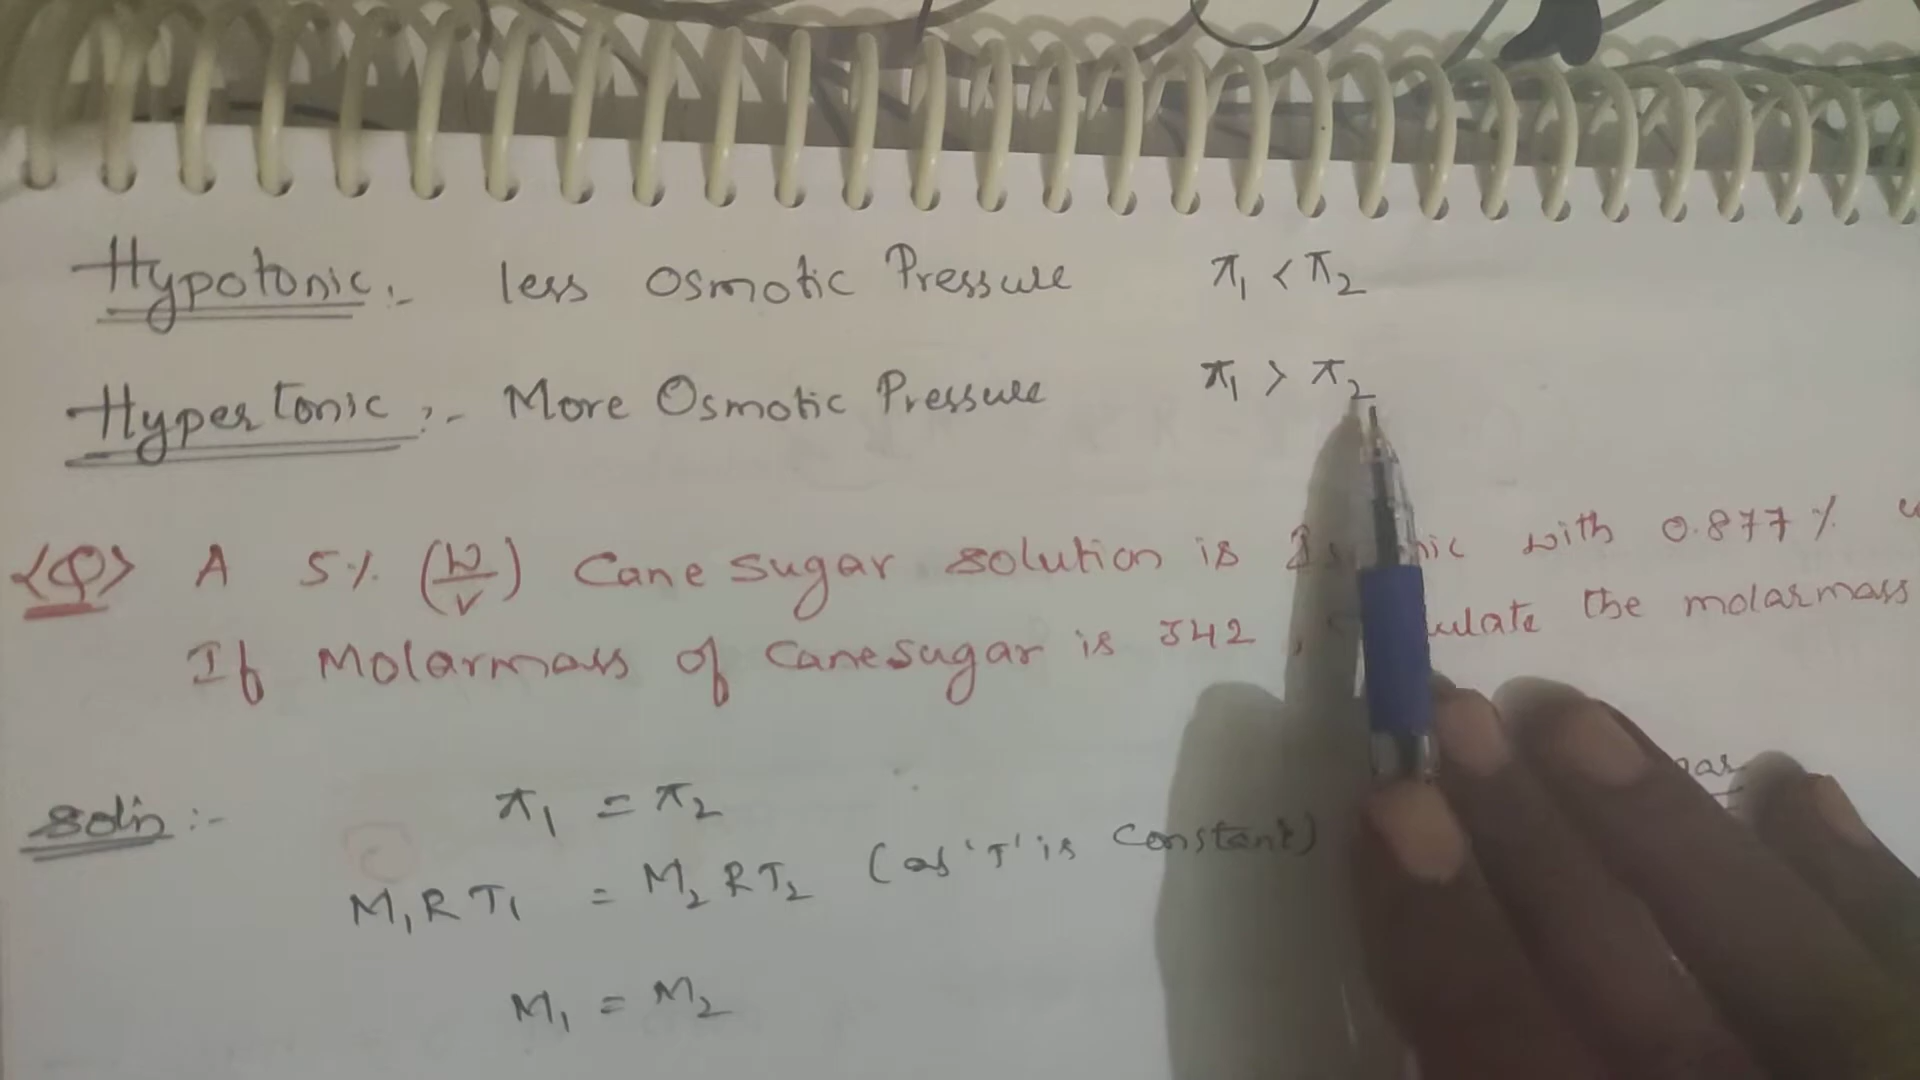 Hypotonic:- less Osmotic Pressure π₁ < π₂
Hypertonic:- More Osmotic Pressure π₁ > π₂
<Q> A 5% (W/V) Cane sugar solution is with 0.877%
If Molarmass of Canesugar is 342, the molarmass
Soln:- π₁ = π₂
M₁RT₁ = M₂RT₂ (as 'T' is Constant)
M₁ = M₂